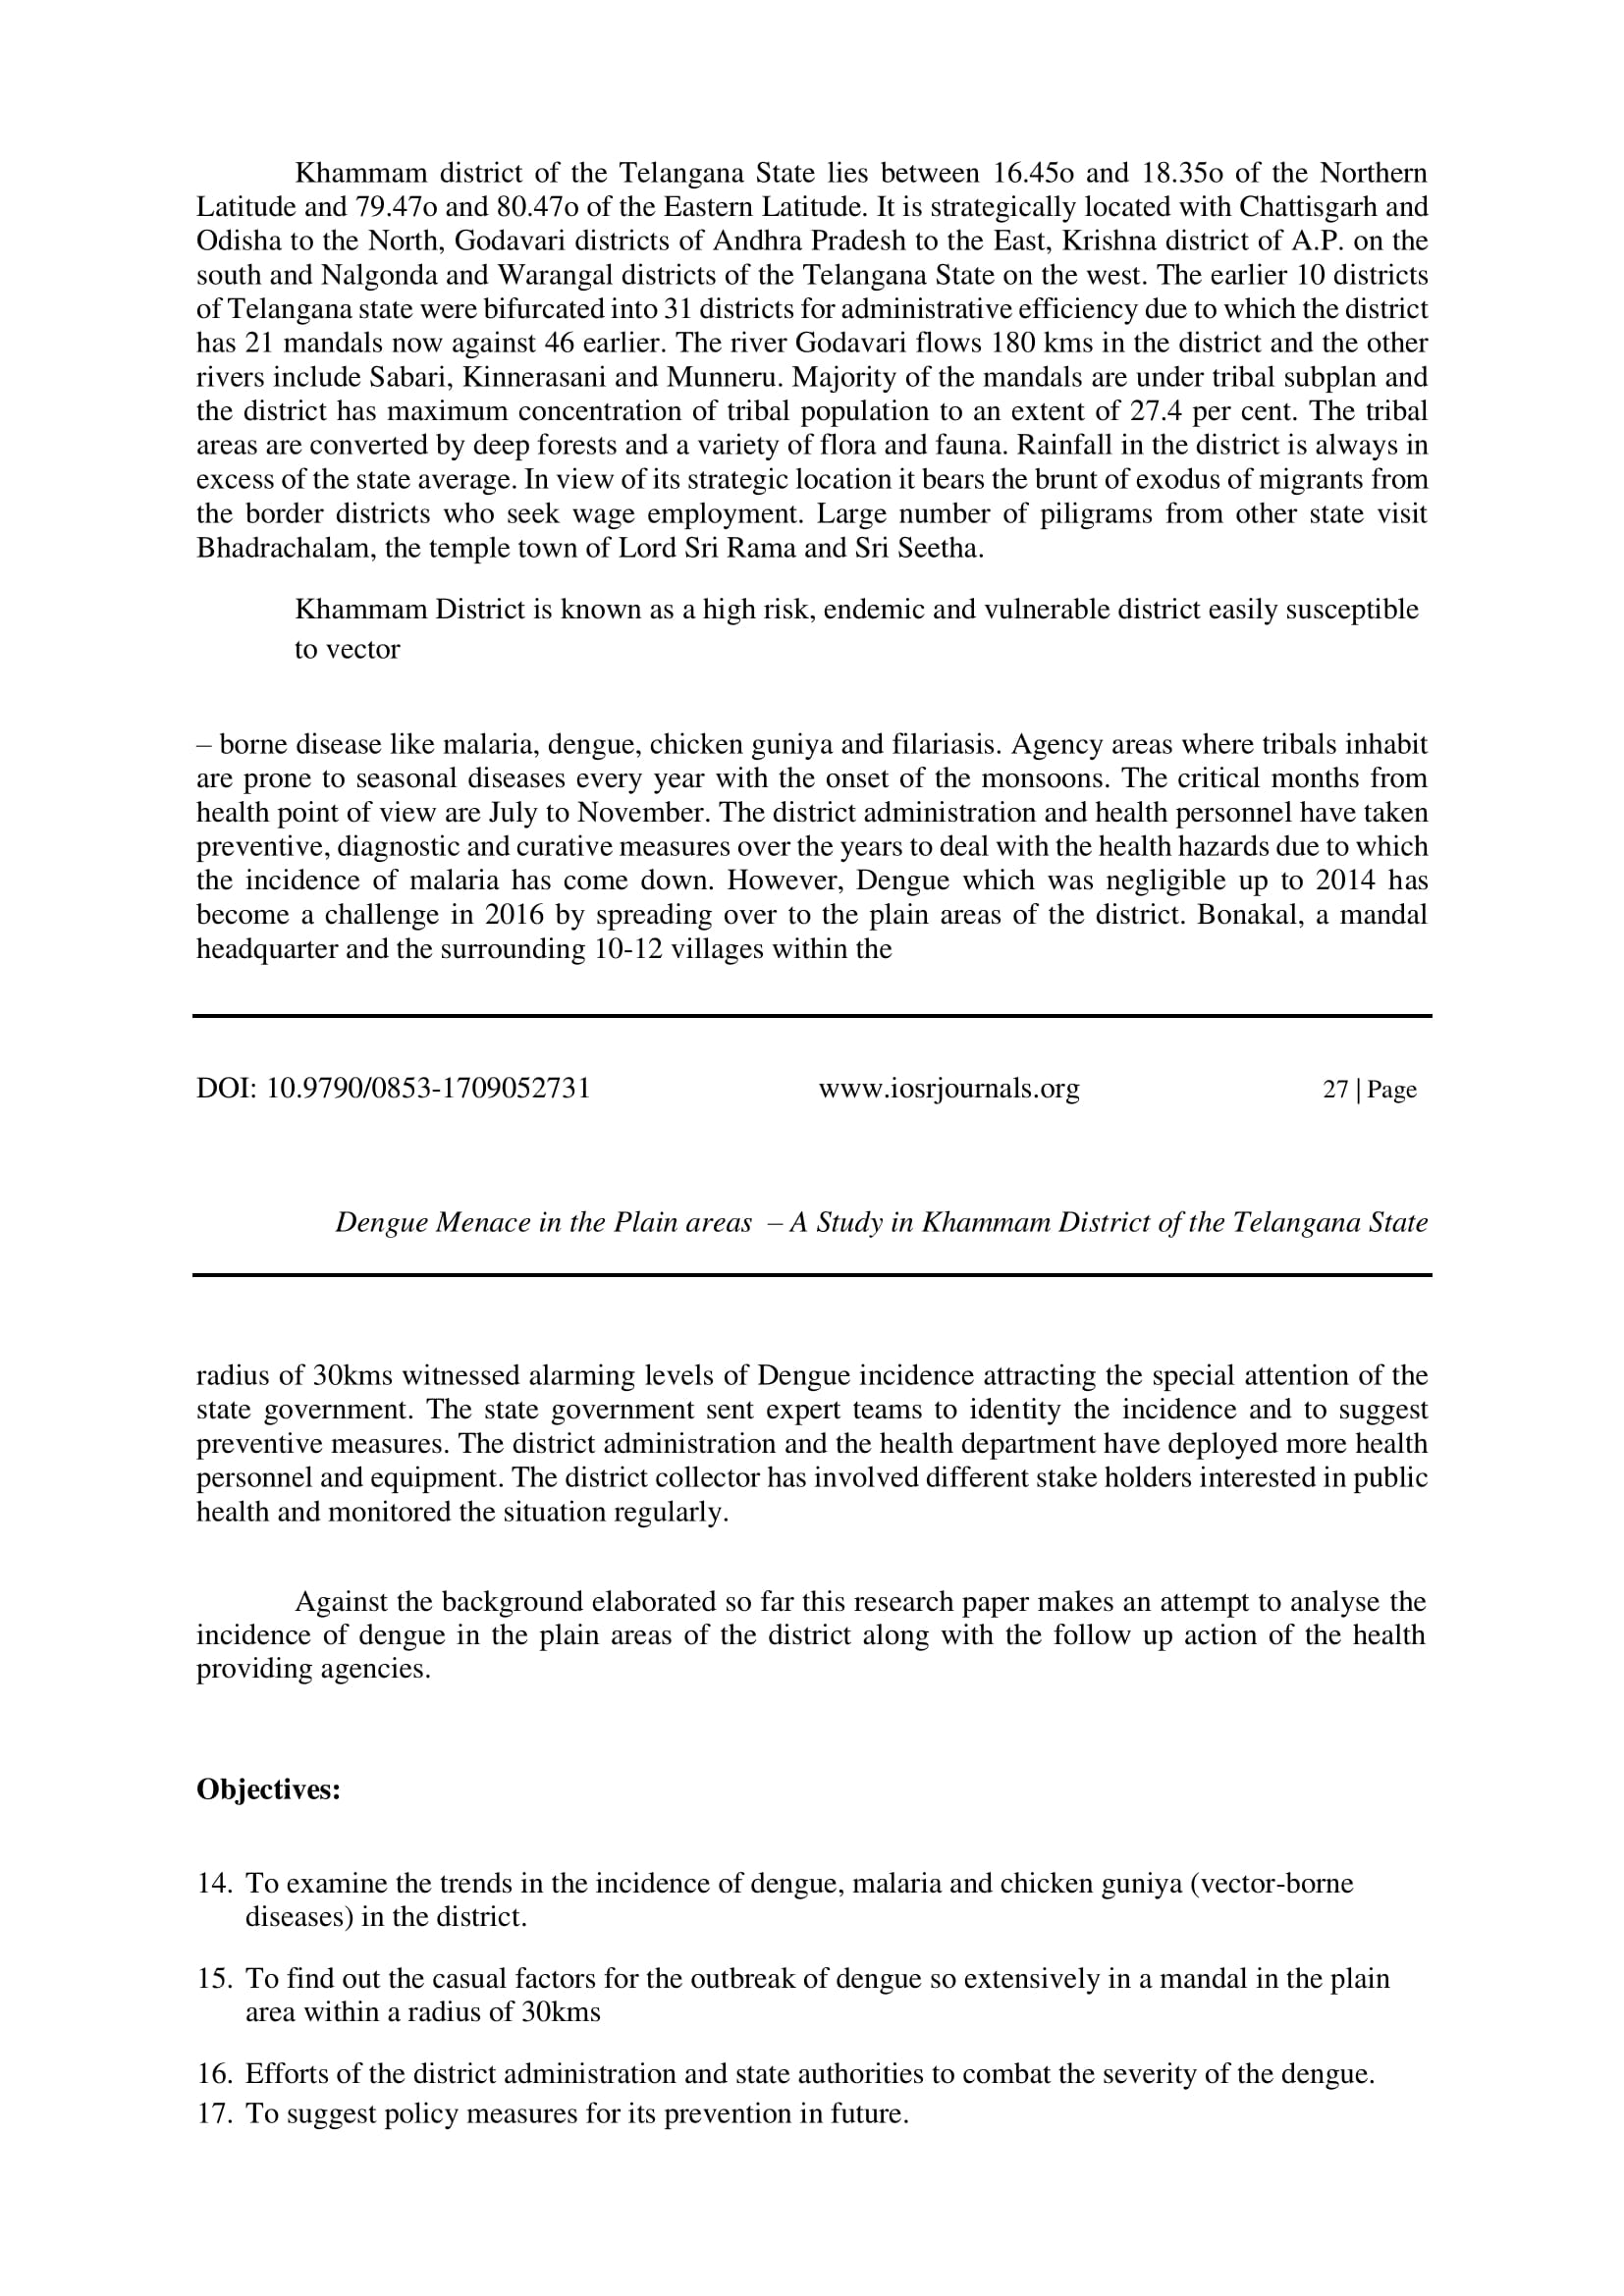 Khammam district of the Telangana State lies between 16.45o and 18.35o of the Northern
Latitude and 79.47o and 80.47o of the Eastern Latitude. It is strategically located with Chattisgarh and
Odisha to the North, Godavari districts of Andhra Pradesh to the East, Krishna district of A.P. on the
south and Nalgonda and Warangal districts of the Telangana State on the west. The earlier 10 districts
of Telangana state were bifurcated into 31 districts for administrative efficiency due to which the district
has 21 mandals now against 46 earlier. The river Godavari flows 180 kms in the district and the other
rivers include Sabari, Kinnerasani and Munneru. Majority of the mandals are under tribal subplan and
the district has maximum concentration of tribal population to an extent of 27.4 per cent. The tribal
areas are converted by deep forests and a variety of flora and fauna. Rainfall in the district is always in
excess of the state average. In view of its strategic location it bears the brunt of exodus of migrants from
the border districts who seek wage employment. Large number of piligrams from other state visit
Bhadrachalam, the temple town of Lord Sri Rama and Sri Seetha.
Khammam District is known as a high risk, endemic and vulnerable district easily susceptible
to vector
– borne disease like malaria, dengue, chicken guniya and filariasis. Agency areas where tribals inhabit
are prone to seasonal diseases every year with the onset of the monsoons. The critical months from
health point of view are July to November. The district administration and health personnel have taken
preventive, diagnostic and curative measures over the years to deal with the health hazards due to which
the incidence of malaria has come down. However, Dengue which was negligible up to 2014 has
become a challenge in 2016 by spreading over to the plain areas of the district. Bonakal, a mandal
headquarter and the surrounding 10-12 villages within the
DOI: 10.9790/0853-1709052731 www.iosrjournals.org 27 | Page
Dengue Menace in the Plain areas – A Study in Khammam District of the Telangana State
radius of 30kms witnessed alarming levels of Dengue incidence attracting the special attention of the
state government. The state government sent expert teams to identity the incidence and to suggest
preventive measures. The district administration and the health department have deployed more health
personnel and equipment. The district collector has involved different stake holders interested in public
health and monitored the situation regularly.
Against the background elaborated so far this research paper makes an attempt to analyse the
incidence of dengue in the plain areas of the district along with the follow up action of the health
providing agencies.
Objectives:
14. To examine the trends in the incidence of dengue, malaria and chicken guniya (vector-borne
diseases) in the district.
15. To find out the casual factors for the outbreak of dengue so extensively in a mandal in the plain
area within a radius of 30kms
16. Efforts of the district administration and state authorities to combat the severity of the dengue.
17. To suggest policy measures for its prevention in future.